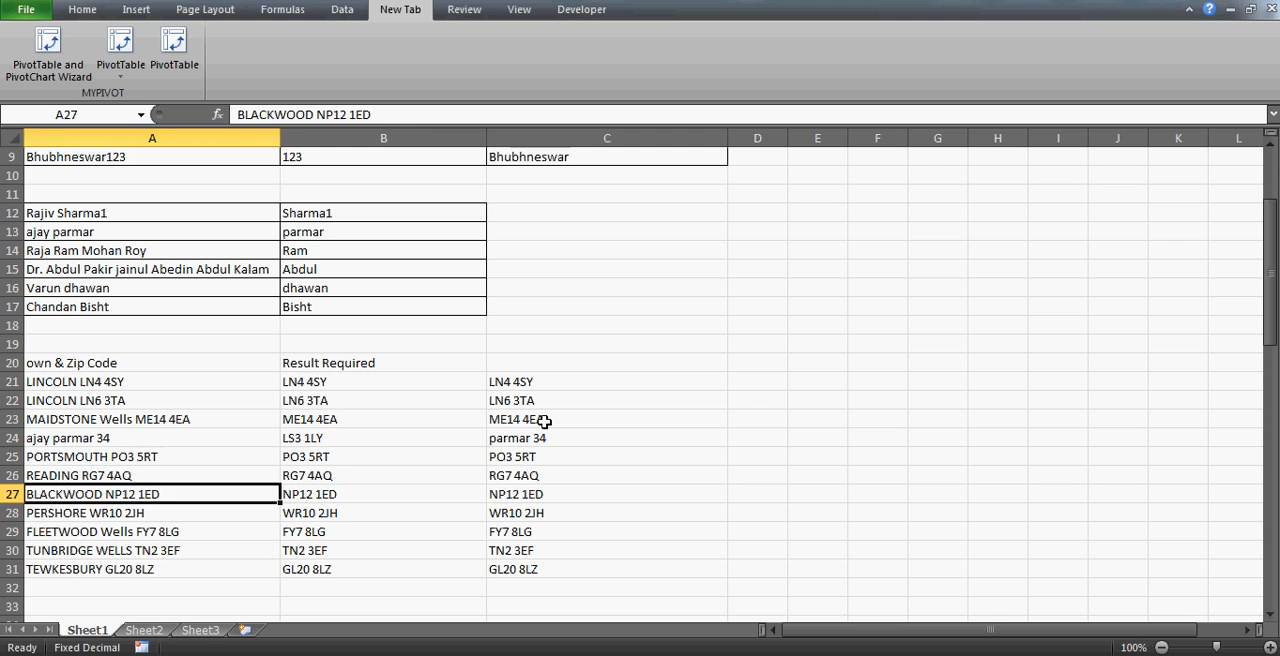 File Home Insert Page Layout Formulas Data New Tab Review View Developer
PivotTable and PivotChart Wizard PivotTable PivotTable
MYPIVOT
A27 fx BLACKWOOD NP12 1ED
A B C D E F G H I J K L
9 Bhubhneswar123 123 Bhubhneswar
10
11
12 Rajiv Sharma1 Sharma1
13 ajay parmar parmar
14 Raja Ram Mohan Roy Ram
15 Dr. Abdul Pakir jainul Abedin Abdul Kalam Abdul
16 Varun dhawan dhawan
17 Chandan Bisht Bisht
18
19
20 own & Zip Code Result Required
21 LINCOLN LN4 4SY LN4 4SY LN4 4SY
22 LINCOLN LN6 3TA LN6 3TA LN6 3TA
23 MAIDSTONE Wells ME14 4EA ME14 4EA ME14 4EA
24 ajay parmar 34 LS3 1LY parmar 34
25 PORTSMOUTH PO3 5RT PO3 5RT PO3 5RT
26 READING RG7 4AQ RG7 4AQ RG7 4AQ
27 BLACKWOOD NP12 1ED NP12 1ED NP12 1ED
28 PERSHORE WR10 2JH WR10 2JH WR10 2JH
29 FLEETWOOD Wells FY7 8LG FY7 8LG FY7 8LG
30 TUNBRIDGE WELLS TN2 3EF TN2 3EF TN2 3EF
31 TEWKESBURY GL20 8LZ GL20 8LZ GL20 8LZ
32
33
Sheet1 Sheet2 Sheet3
Ready Fixed Decimal 100%